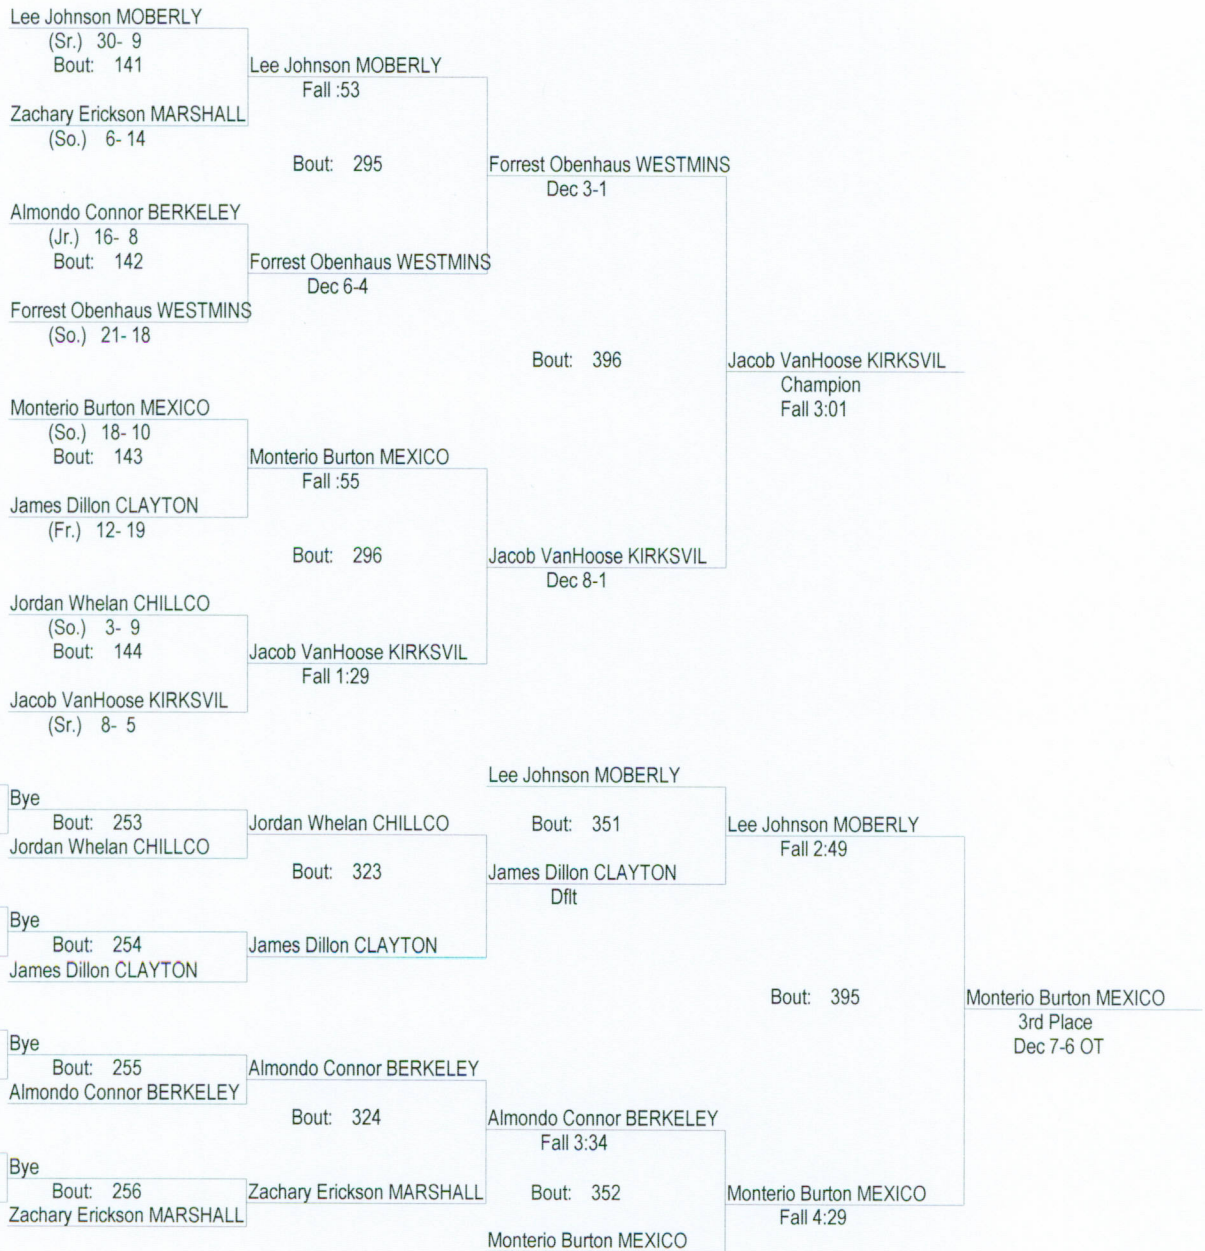 Lee Johnson MOBERLY
(Sr.) 30- 9
Bout: 141
Lee Johnson MOBERLY
Fall :53
Zachary Erickson MARSHALL
(So.) 6- 14
Bout: 295
Forrest Obenhaus WESTMINS
Dec 3-1
Almondo Connor BERKELEY
(Jr.) 16- 8
Bout: 142
Forrest Obenhaus WESTMINS
Dec 6-4
Forrest Obenhaus WESTMINS
(So.) 21- 18
Bout: 396
Jacob VanHoose KIRKSVIL
Champion
Fall 3:01
Monterio Burton MEXICO
(So.) 18- 10
Bout: 143
Monterio Burton MEXICO
Fall :55
James Dillon CLAYTON
(Fr.) 12- 19
Bout: 296
Jacob VanHoose KIRKSVIL
Dec 8-1
Jordan Whelan CHILLCO
(So.) 3- 9
Bout: 144
Jacob VanHoose KIRKSVIL
Fall 1:29
Jacob VanHoose KIRKSVIL
(Sr.) 8- 5
Lee Johnson MOBERLY
Bye
Bout: 253
Jordan Whelan CHILLCO
Jordan Whelan CHILLCO
Bout: 351
Lee Johnson MOBERLY
Fall 2:49
Bout: 323
James Dillon CLAYTON
Dflt
Bye
Bout: 254
James Dillon CLAYTON
James Dillon CLAYTON
Bout: 395
Monterio Burton MEXICO
3rd Place
Dec 7-6 OT
Bye
Bout: 255
Almondo Connor BERKELEY
Almondo Connor BERKELEY
Bout: 324
Almondo Connor BERKELEY
Fall 3:34
Bye
Bout: 256
Zachary Erickson MARSHALL
Zachary Erickson MARSHALL
Bout: 352
Monterio Burton MEXICO
Fall 4:29
Monterio Burton MEXICO